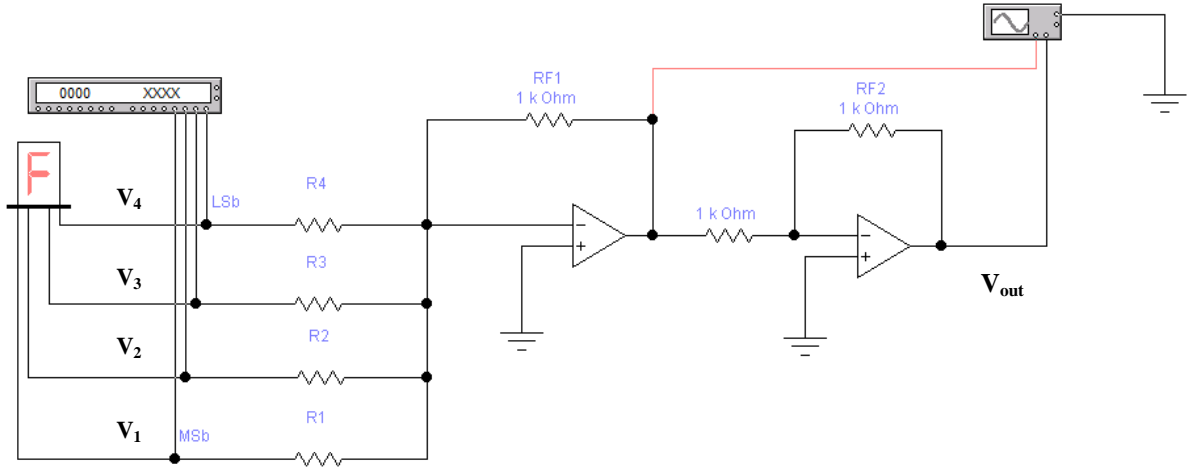 0000 XXXX
F
RF1
1 k Ohm
RF2
1 k Ohm
V4
LSb
R4
1 k Ohm
V3
R3
Vout
V2
R2
V1
MSb
R1